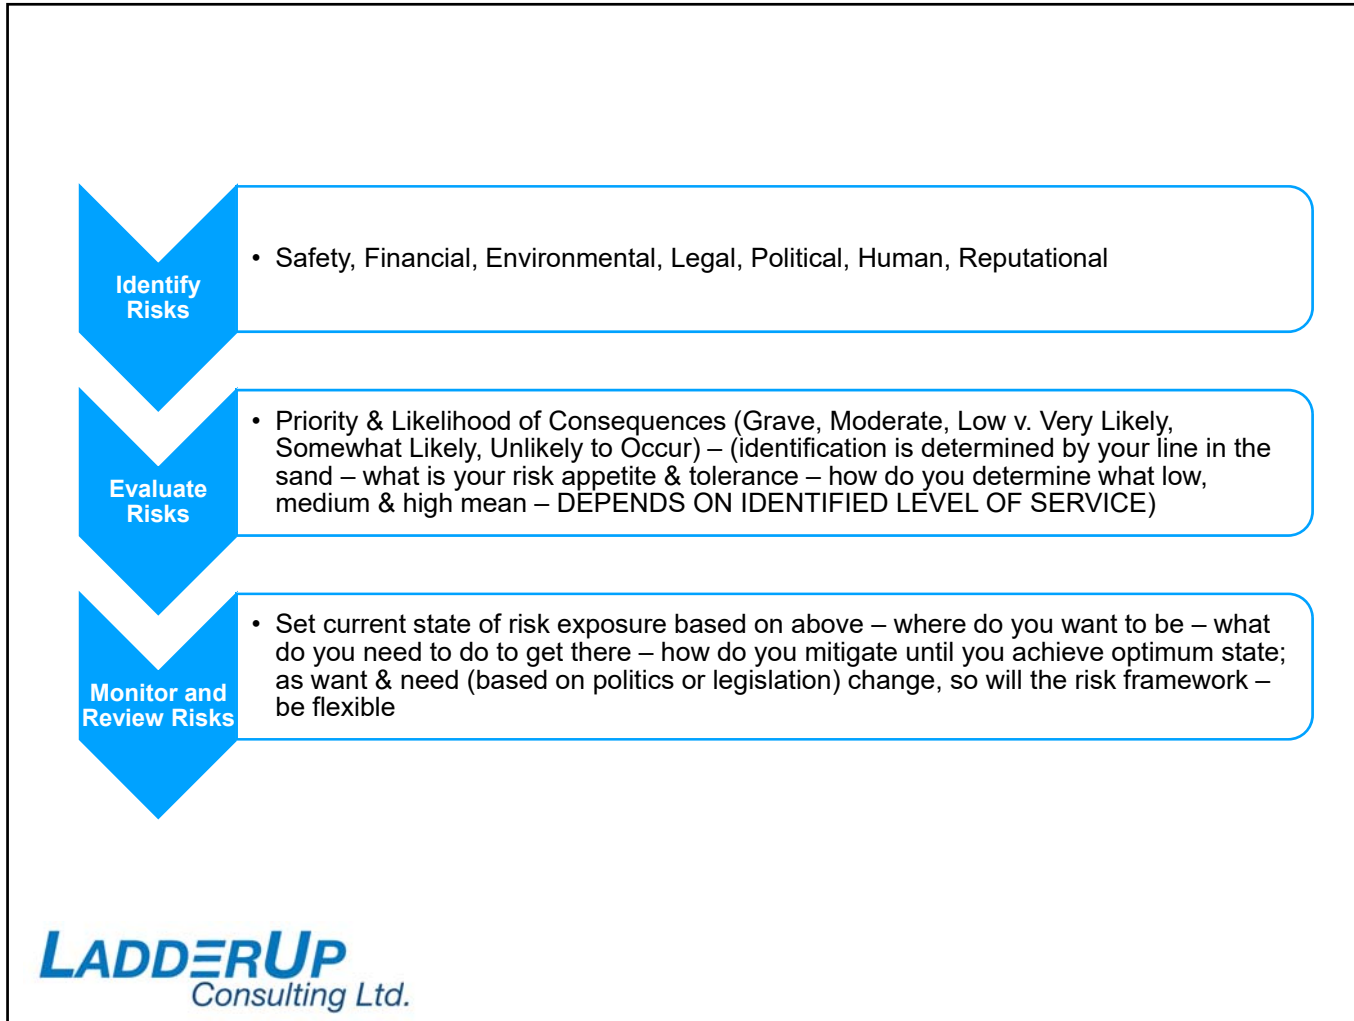 Identify
Risks
• Safety, Financial, Environmental, Legal, Political, Human, Reputational
Evaluate
Risks
• Priority & Likelihood of Consequences (Grave, Moderate, Low v. Very Likely,
Somewhat Likely, Unlikely to Occur) – (identification is determined by your line in the
sand – what is your risk appetite & tolerance – how do you determine what low,
medium & high mean – DEPENDS ON IDENTIFIED LEVEL OF SERVICE)
Monitor and
Review Risks
• Set current state of risk exposure based on above – where do you want to be – what
do you need to do to get there – how do you mitigate until you achieve optimum state;
as want & need (based on politics or legislation) change, so will the risk framework –
be flexible
LADDERUP
Consulting Ltd.